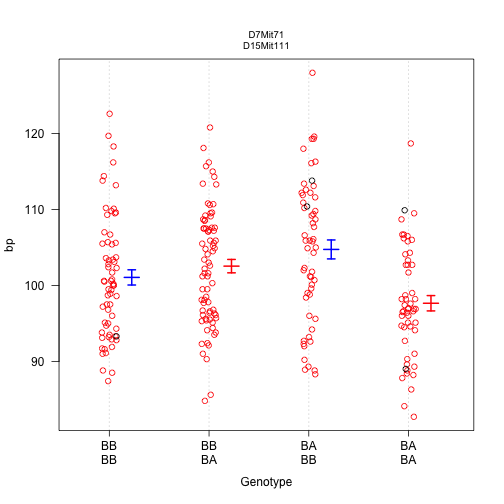 D7Mit71
D15Mit111
120
110
100
90
bp
BB BB BA BA
BB BA BB BA
Genotype